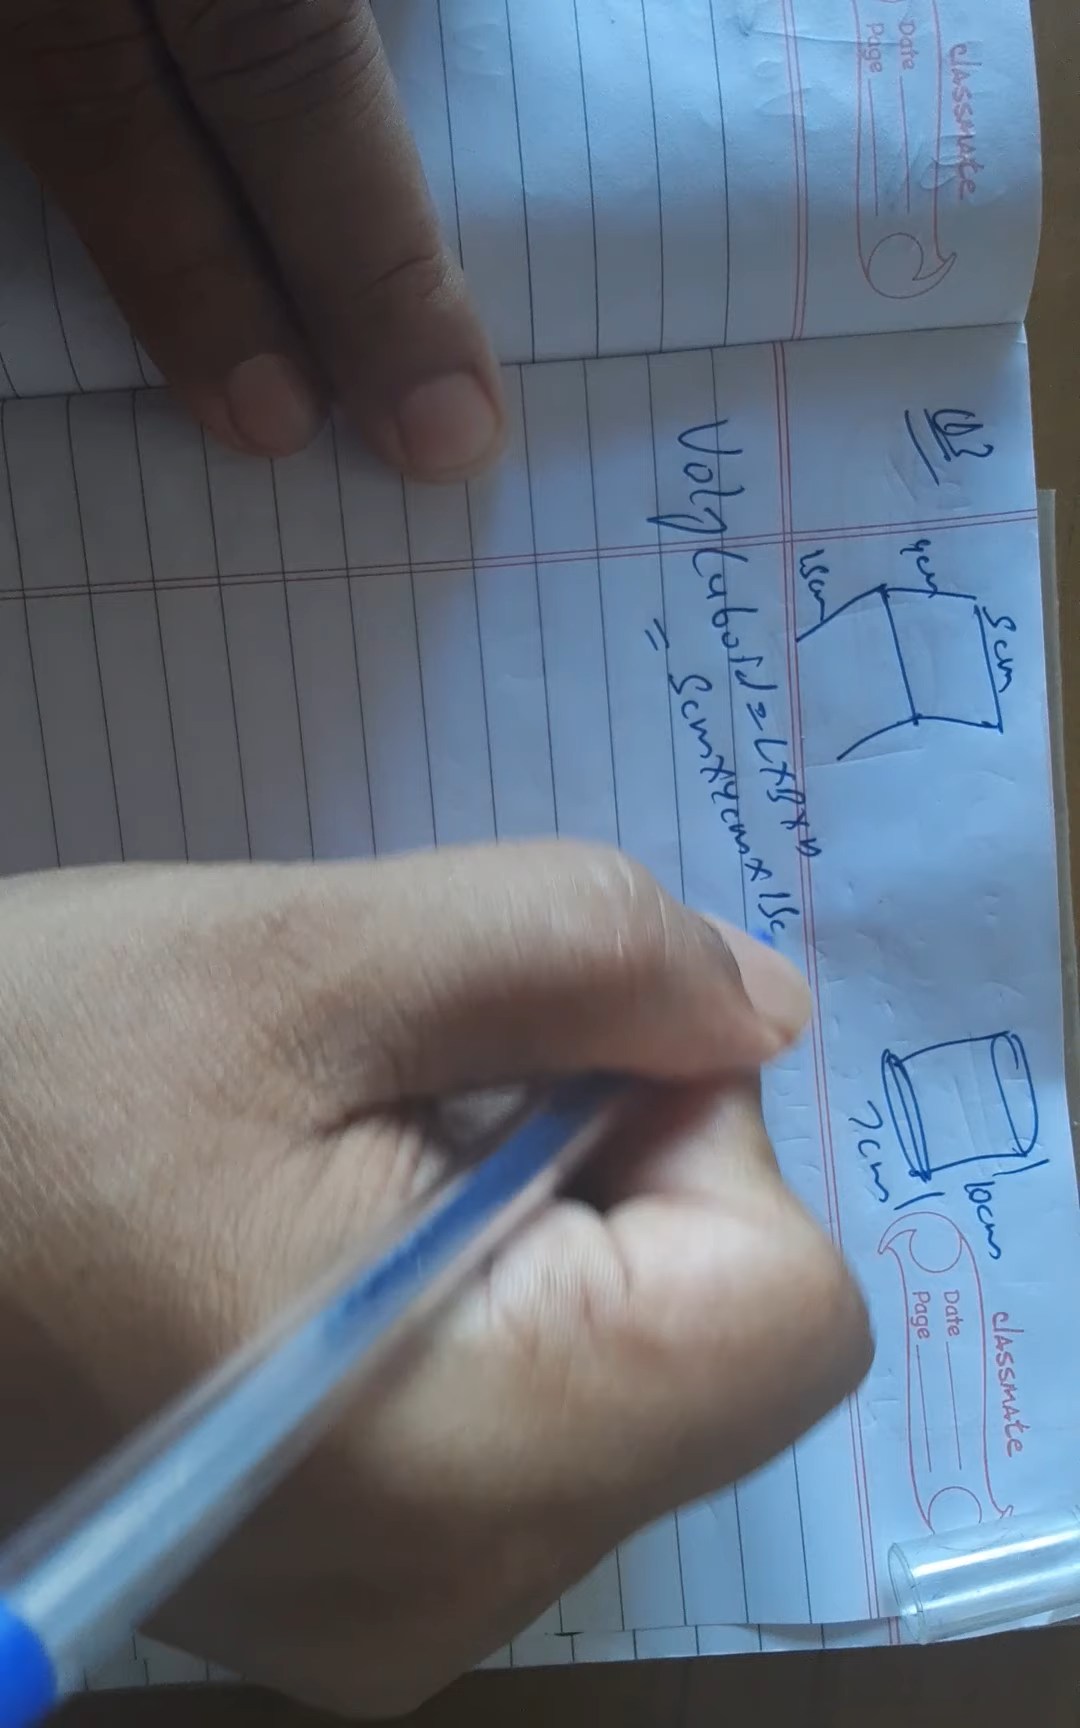 classmate
Date
Page
classmate
Date
Page
Q3
5cm
4cm
15cm
10cm
7cm
Vol of Cuboid = L×B×H
= 5cm×4cm×15c